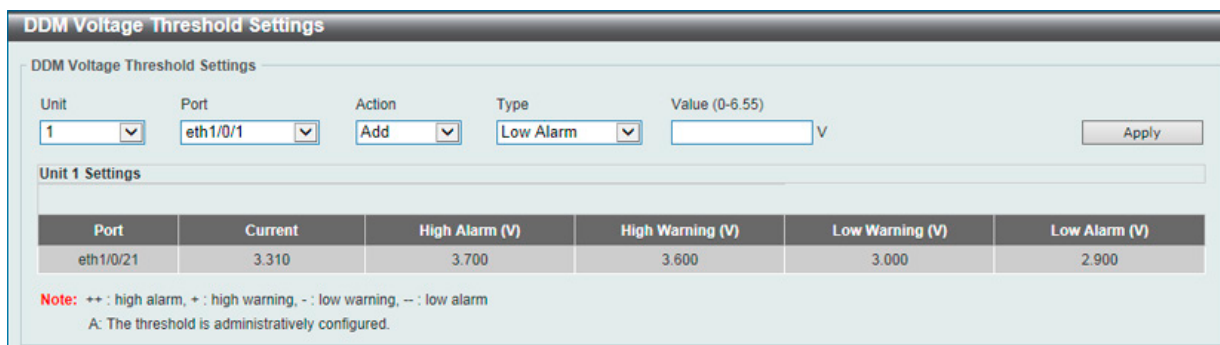 DDM Voltage Threshold Settings
DDM Voltage Threshold Settings
Unit Port Action Type Value (0-6.55)
1 eth1/0/1 Add Low Alarm V Apply
Unit 1 Settings
Port Current High Alarm (V) High Warning (V) Low Warning (V) Low Alarm (V)
eth1/0/21 3.310 3.700 3.600 3.000 2.900
Note: ++ : high alarm, + : high warning, - : low warning, -- : low alarm
A: The threshold is administratively configured.